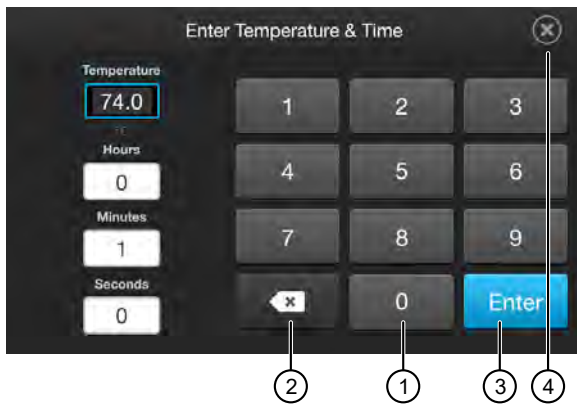 Enter Temperature & Time
Temperature
74.0
Hours
0
Minutes
1
Seconds
0
1 2 3
4 5 6
7 8 9
0 Enter
2 1 3 4